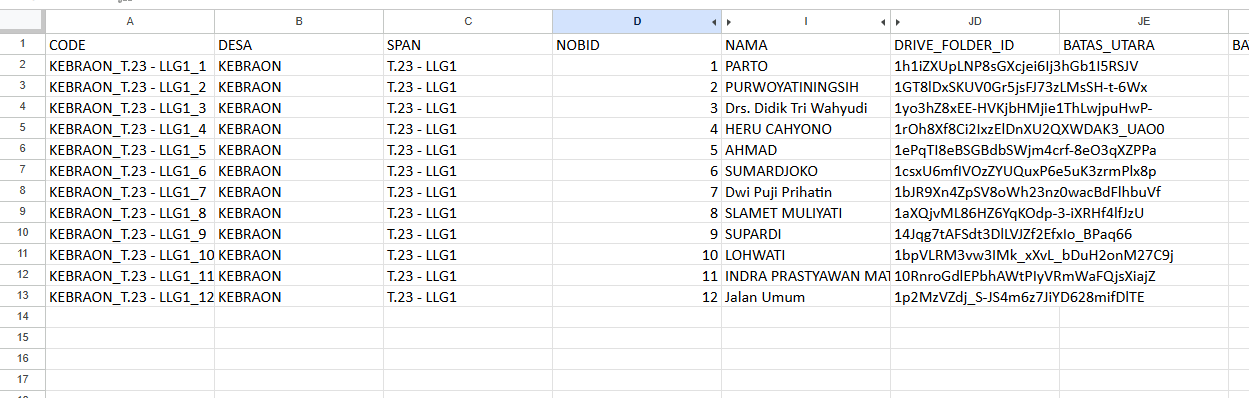 A B C D I JD JE
1 CODE DESA SPAN NOBID NAMA DRIVE_FOLDER_ID BATAS_UTARA BA
2 KEBRAON_T.23 - LLG1_1 KEBRAON T.23 - LLG1 1 PARTO 1h1iZXUpLNP8sGXcjei6Ij3hGb1I5RSJV
3 KEBRAON_T.23 - LLG1_2 KEBRAON T.23 - LLG1 2 PURWOYATININGSIH 1GT8lDxSKUV0Gr5jsFJ73zLMsSH-t-6Wx
4 KEBRAON_T.23 - LLG1_3 KEBRAON T.23 - LLG1 3 Drs. Didik Tri Wahyudi 1yo3hZ8xEE-HVKjbHMjie1ThLwjpuHwP-
5 KEBRAON_T.23 - LLG1_4 KEBRAON T.23 - LLG1 4 HERU CAHYONO 1rOh8Xf8Ci2IxzElDnXU2QXWDAK3_UAO0
6 KEBRAON_T.23 - LLG1_5 KEBRAON T.23 - LLG1 5 AHMAD 1ePqTI8eBSGBdbSWjm4crf-8eO3qXZPPa
7 KEBRAON_T.23 - LLG1_6 KEBRAON T.23 - LLG1 6 SUMARDJOKO 1csxU6mfIVOzZYUQuxP6e5uK3zrmPlx8p
8 KEBRAON_T.23 - LLG1_7 KEBRAON T.23 - LLG1 7 Dwi Puji Prihatin 1bJR9Xn4ZpSV8oWh23nz0wacBdFlhbuVf
9 KEBRAON_T.23 - LLG1_8 KEBRAON T.23 - LLG1 8 SLAMET MULIYATI 1aXQjvML86HZ6YqKOdp-3-iXRHf4lfJzU
10 KEBRAON_T.23 - LLG1_9 KEBRAON T.23 - LLG1 9 SUPARDI 14Jqg7tAFSdt3DlLVJZf2EfxIo_BPaq66
11 KEBRAON_T.23 - LLG1_10 KEBRAON T.23 - LLG1 10 LOHWATI 1bpVLRM3vw3IMk_xXvL_bDuH2onM27C9j
12 KEBRAON_T.23 - LLG1_11 KEBRAON T.23 - LLG1 11 INDRA PRASTYAWAN MAT 10RnroGdlEPbhAWtPIyVRmWaFQjsXiajZ
13 KEBRAON_T.23 - LLG1_12 KEBRAON T.23 - LLG1 12 Jalan Umum 1p2MzVZdj_S-JS4m6z7JiYD628mifDlTE
14
15
16
17